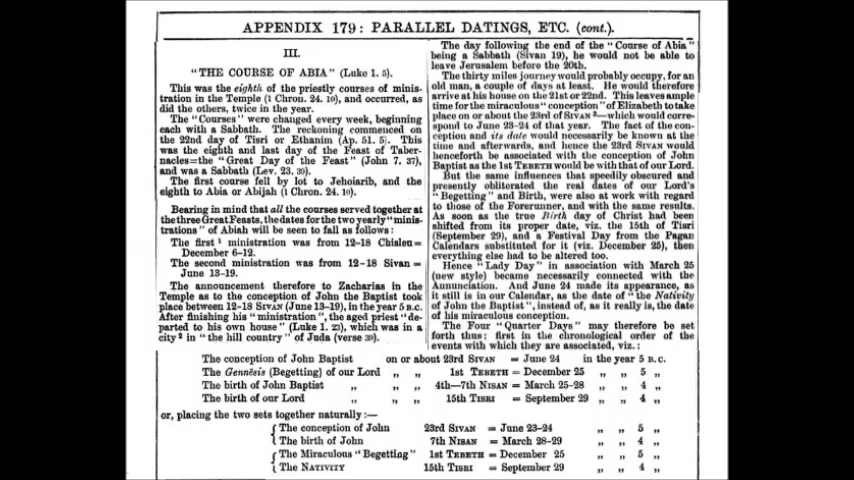 APPENDIX 179: PARALLEL DATINGS, ETC. (cont.).
III.
"THE COURSE OF ABIA" (Luke 1. 5).
This was the eighth of the priestly courses of minis-
tration in the Temple (1 Chron. 24. 10), and occurred, as
did the others, twice in the year.
The "Courses" were changed every week, beginning
each with a Sabbath. The reckoning commenced on
the 22nd day of Tisri or Ethanim (Ap. 51. 5). This
was the eighth and last day of the Feast of Taber-
nacles=the "Great Day of the Feast" (John 7. 37),
and was a Sabbath (Lev. 23. 39).
The first course fell by lot to Jehoiarib, and the
eighth to Abia or Abijah (1 Chron. 24. 10).
Bearing in mind that all the courses served together at
the three Great Feasts, the dates for the two yearly "minis-
trations" of Abiah will be seen to fall as follows:
The first¹ ministration was from 12-18 Chisleu=
December 6-12.
The second ministration was from 12-18 Sivan=
June 13-19.
The announcement therefore to Zacharias in the
Temple as to the conception of John the Baptist took
place between 12-18 SIVAN (June 13-19), in the year 5 B.C.
After finishing his "ministration", the aged priest "de-
parted to his own house" (Luke 1. 23), which was in a
city² in "the hill country" of Juda (verse 39).
The day following the end of the "Course of Abia"
being a Sabbath (Sivan 19), he would not be able to
leave Jerusalem before the 20th.
The thirty miles journey would probably occupy, for an
old man, a couple of days at least. He would therefore
arrive at his house on the 21st or 22nd. This leaves ample
time for the miraculous "conception" of Elizabeth to take
place on or about the 23rd of SIVAN³—which would corre-
spond to June 23-24 of that year. The fact of the con-
ception and its date would necessarily be known at the
time and afterwards, and hence the 23rd SIVAN would
henceforth be associated with the conception of John
Baptist as the 1st TEBETH would be with that of our Lord.
But the same influences that speedily obscured and
presently obliterated the real dates of our Lord's
"Begetting" and Birth, were also at work with regard
to those of the Forerunner, and with the same results.
As soon as the true Birth day of Christ had been
shifted from its proper date, viz. the 15th of Tisri
(September 29), and a Festival Day from the Pagan
Calendars substituted for it (viz. December 25), then
everything else had to be altered too.
Hence "Lady Day" in association with March 25
(new style) became necessarily connected with the
Annunciation. And June 24 made its appearance, as
it still is in our Calendar, as the date of "the Nativity
of John the Baptist", instead of, as it really is, the date
of his miraculous conception.
The Four "Quarter Days" may therefore be set
forth thus: first in the chronological order of the
events with which they are associated, viz.:
The conception of John Baptist on or about 23rd SIVAN = June 24 in the year 5 B.C.
The Gennēsis (Begetting) of our Lord „ „ 1st TEBETH = December 25 „ „ 5 „
The birth of John Baptist „ „ 4th—7th NISAN = March 25-28 „ „ 4 „
The birth of our Lord „ „ 15th TISRI = September 29 „ „ 4 „
or, placing the two sets together naturally:—
The conception of John 23rd SIVAN = June 23-24 „ „ 5 „
The birth of John 7th NISAN = March 28-29 „ „ 4 „
The Miraculous "Begetting" 1st TEBETH = December 25 „ „ 5 „
The NATIVITY 15th TISRI = September 29 „ „ 4 „